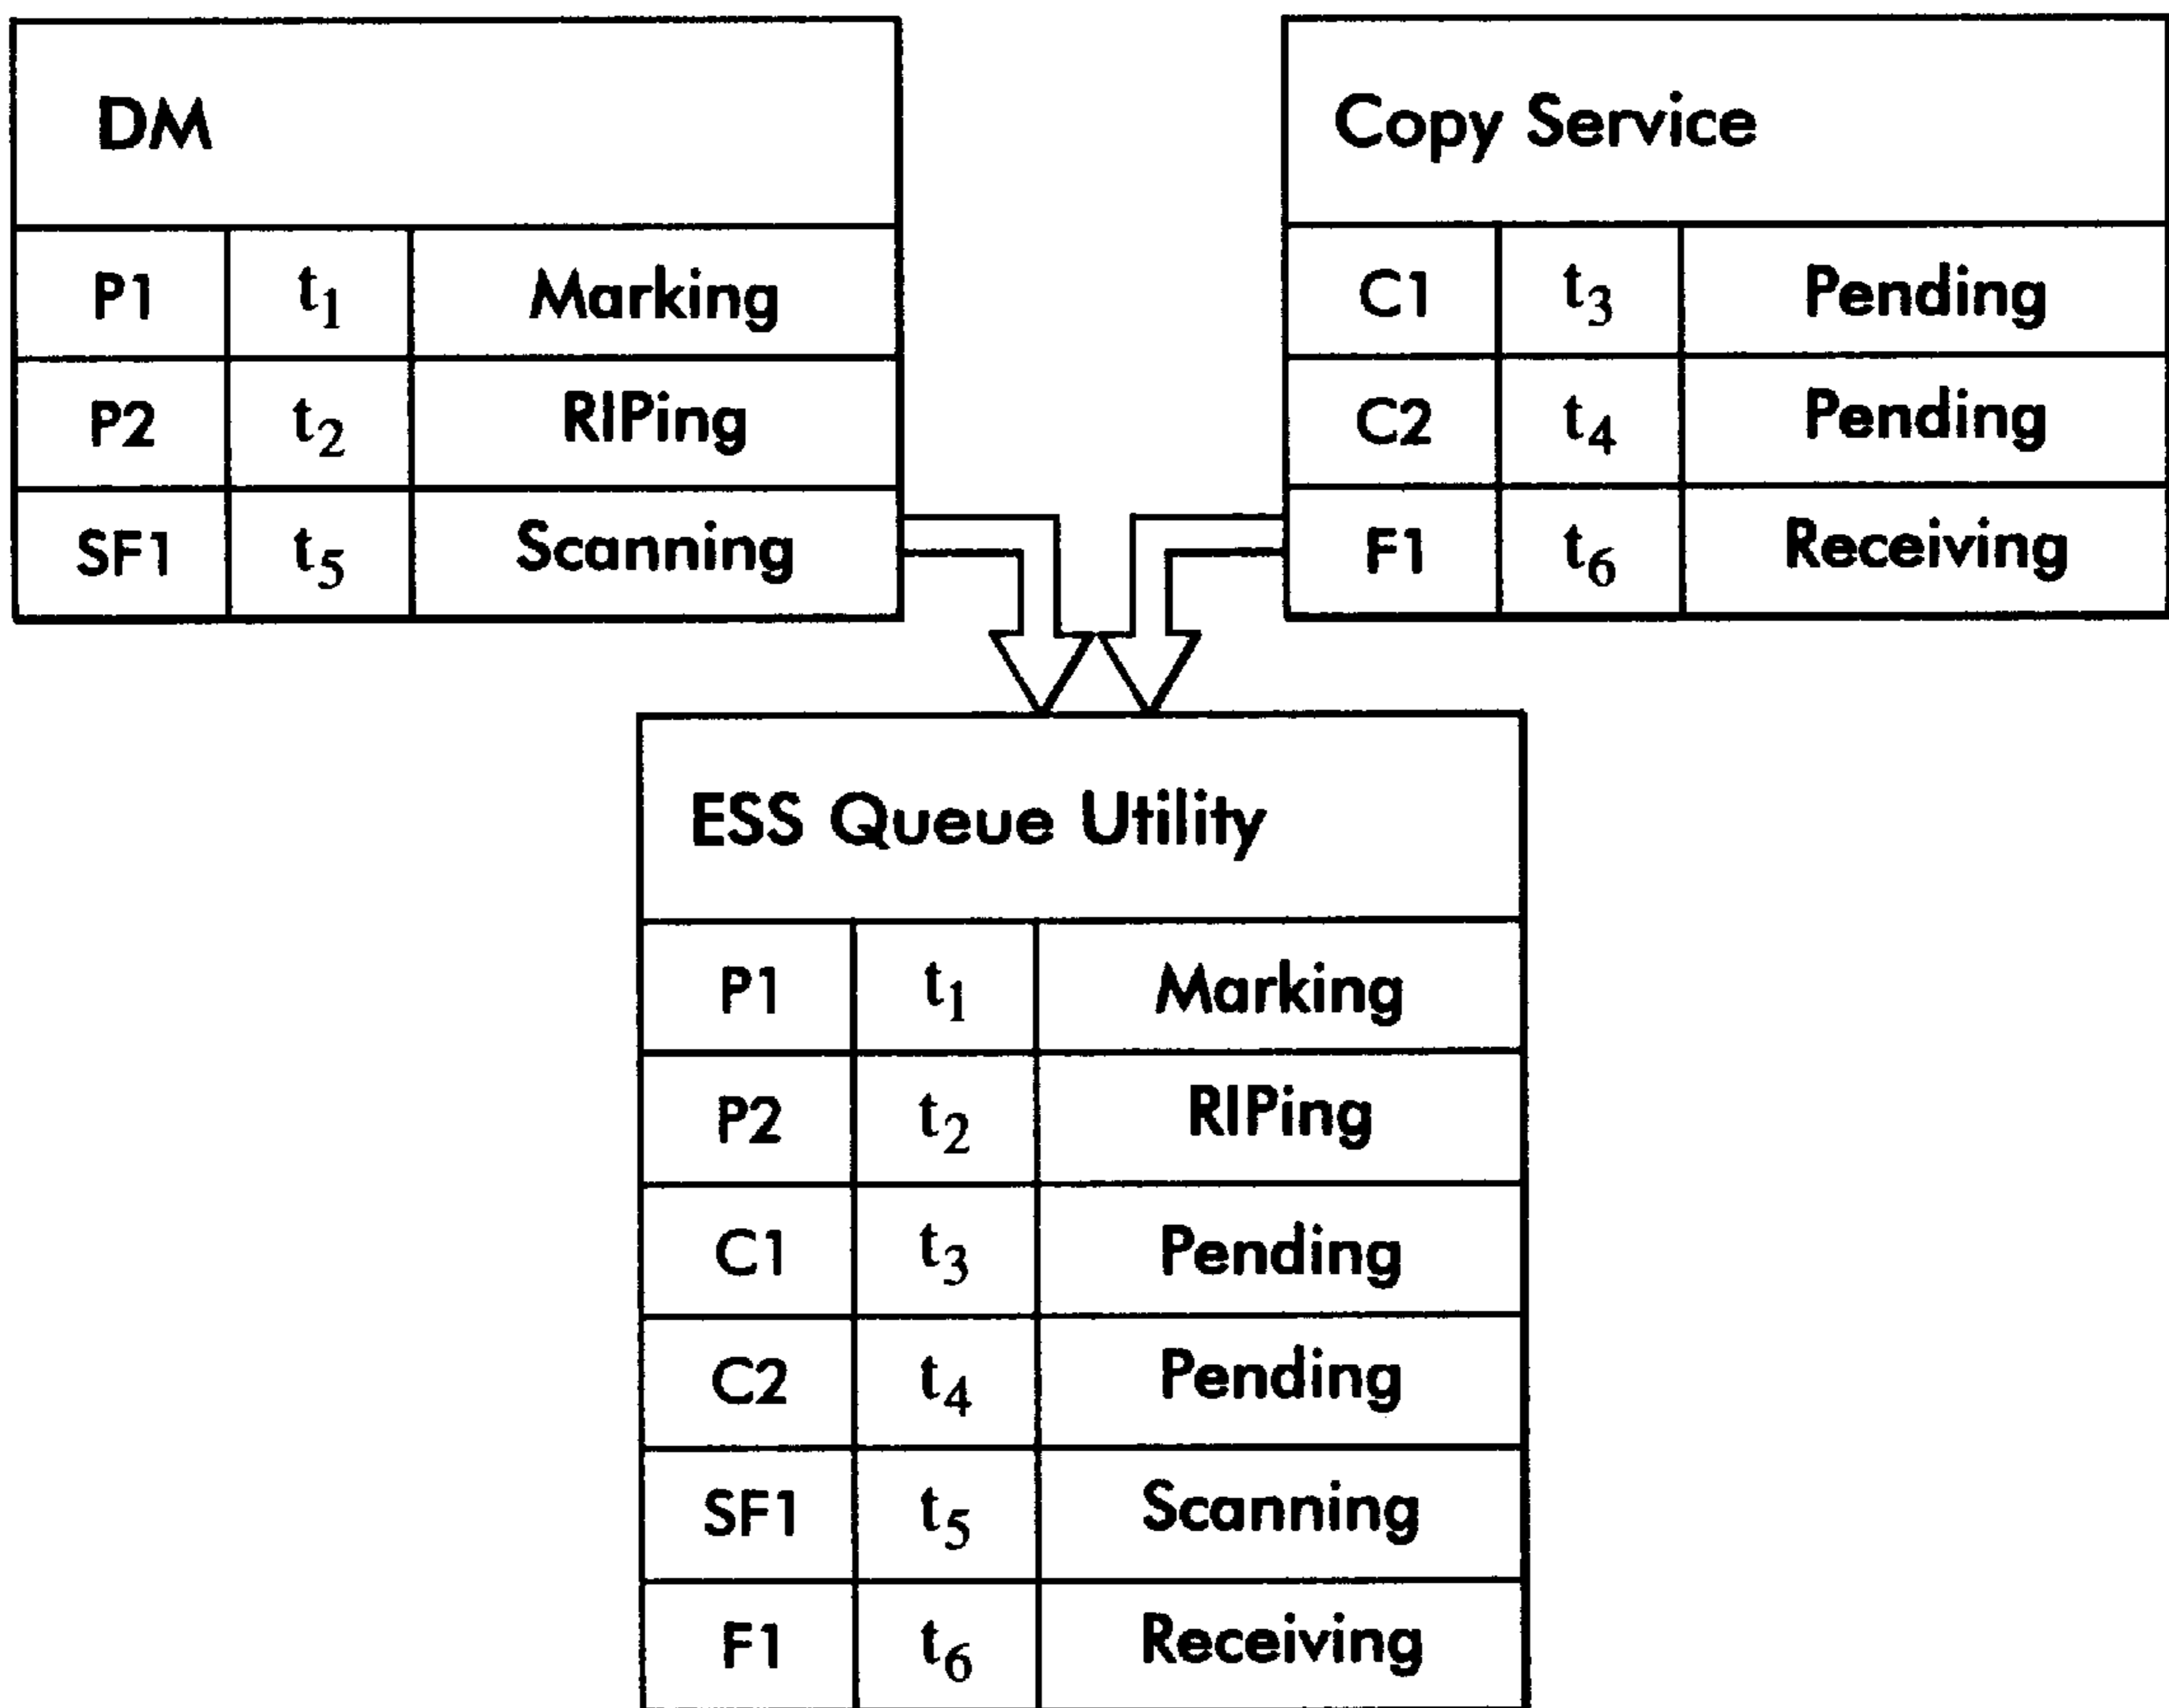 DM
P1 t₁ Marking
P2 t₂ RIPing
SF1 t₅ Scanning
Copy Service
C1 t₃ Pending
C2 t₄ Pending
F1 t₆ Receiving
ESS Queue Utility
P1 t₁ Marking
P2 t₂ RIPing
C1 t₃ Pending
C2 t₄ Pending
SF1 t₅ Scanning
F1 t₆ Receiving